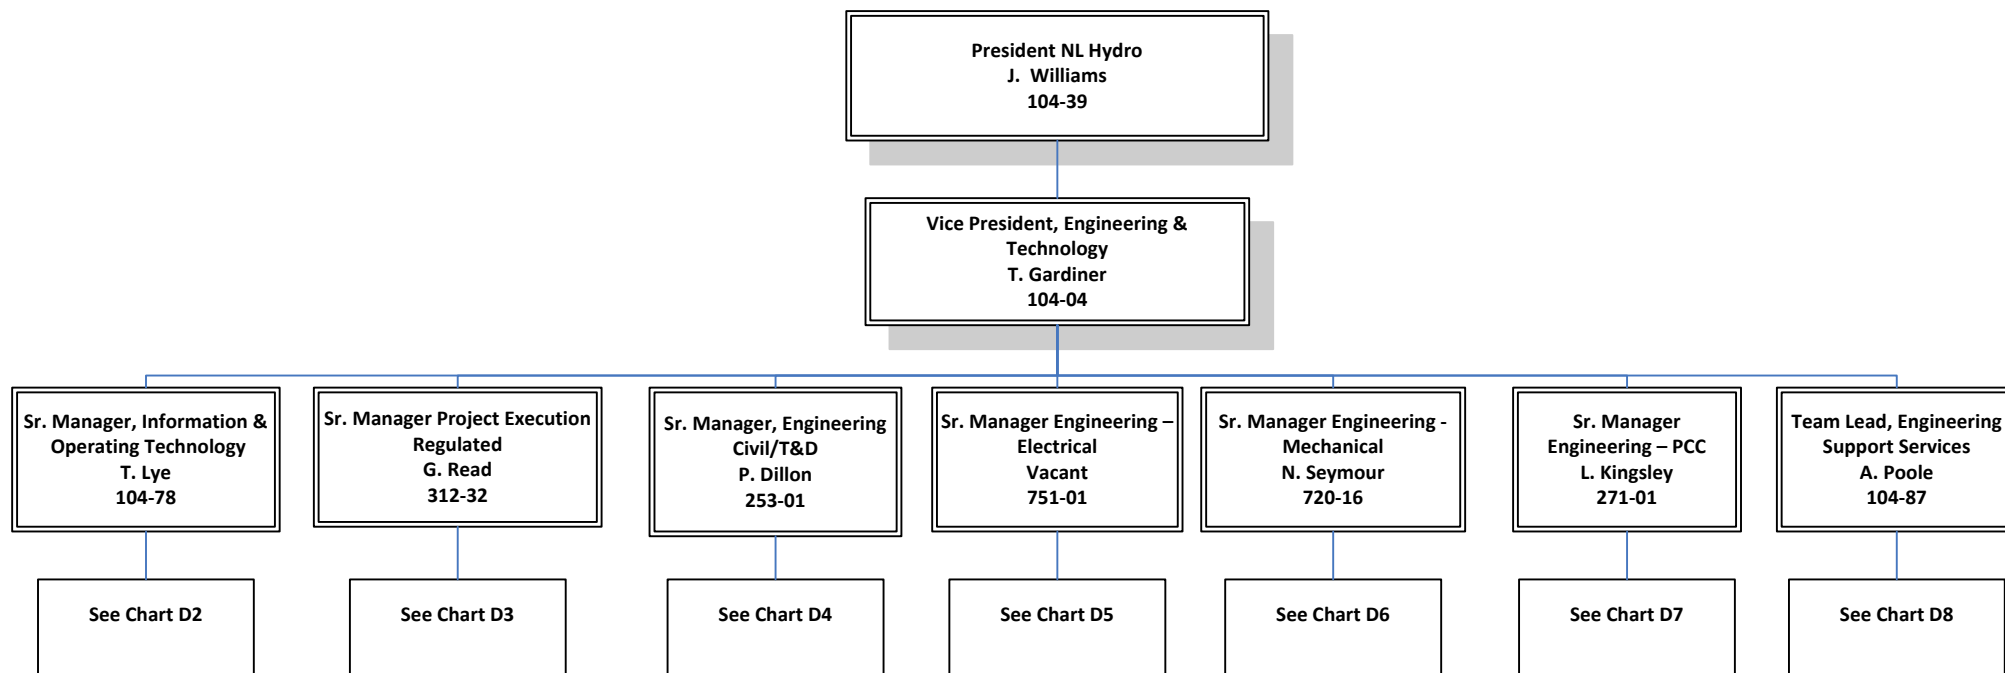 President NL Hydro
J. Williams
104-39
Vice President, Engineering &
Technology
T. Gardiner
104-04
Sr. Manager, Information &
Operating Technology
T. Lye
104-78
Sr. Manager Project Execution
Regulated
G. Read
312-32
Sr. Manager, Engineering
Civil/T&D
P. Dillon
253-01
Sr. Manager Engineering –
Electrical
Vacant
751-01
Sr. Manager Engineering -
Mechanical
N. Seymour
720-16
Sr. Manager
Engineering – PCC
L. Kingsley
271-01
Team Lead, Engineering
Support Services
A. Poole
104-87
See Chart D2
See Chart D3
See Chart D4
See Chart D5
See Chart D6
See Chart D7
See Chart D8